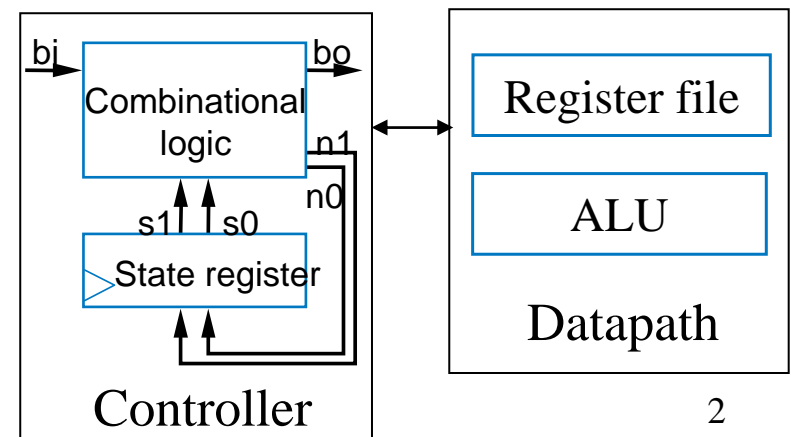 bi
bo
Combinational
logic
n1
n0
s1
s0
State register
Controller
Register file
ALU
Datapath
2